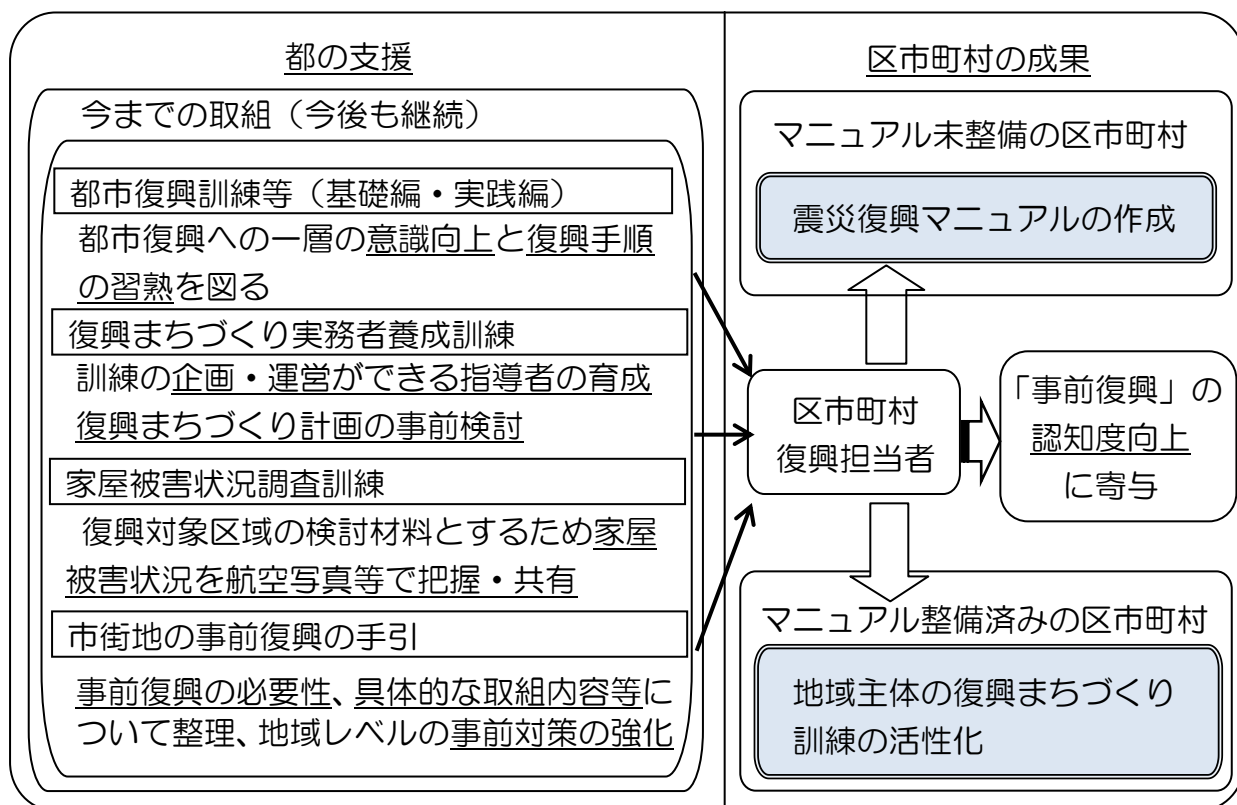 都の支援
今までの取組（今後も継続）
都市復興訓練等（基礎編・実践編）
都市復興への一層の意識向上と復興手順
の習熟を図る
復興まちづくり実務者養成訓練
訓練の企画・運営ができる指導者の育成
復興まちづくり計画の事前検討
家屋被害状況調査訓練
復興対象区域の検討材料とするため家屋
被害状況を航空写真等で把握・共有
市街地の事前復興の手引
事前復興の必要性、具体的な取組内容等に
ついて整理、地域レベルの事前対策の強化
区市町村
復興担当者
区市町村の成果
マニュアル未整備の区市町村
震災復興マニュアルの作成
「事前復興」の
認知度向上
に寄与
マニュアル整備済みの区市町村
地域主体の復興まちづくり
訓練の活性化